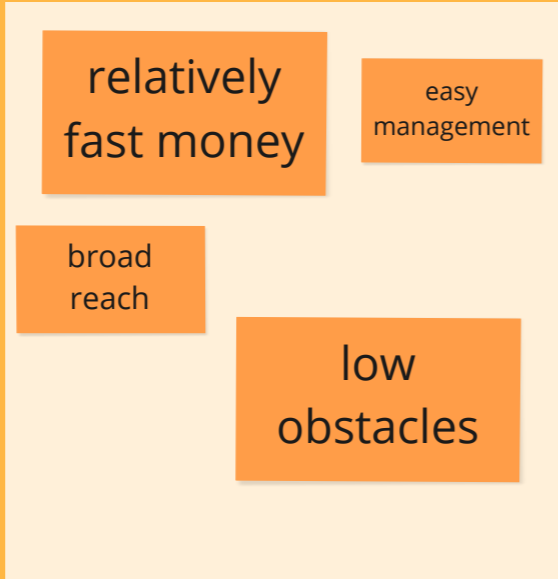 relatively
fast money
easy
management
broad
reach
low
obstacles